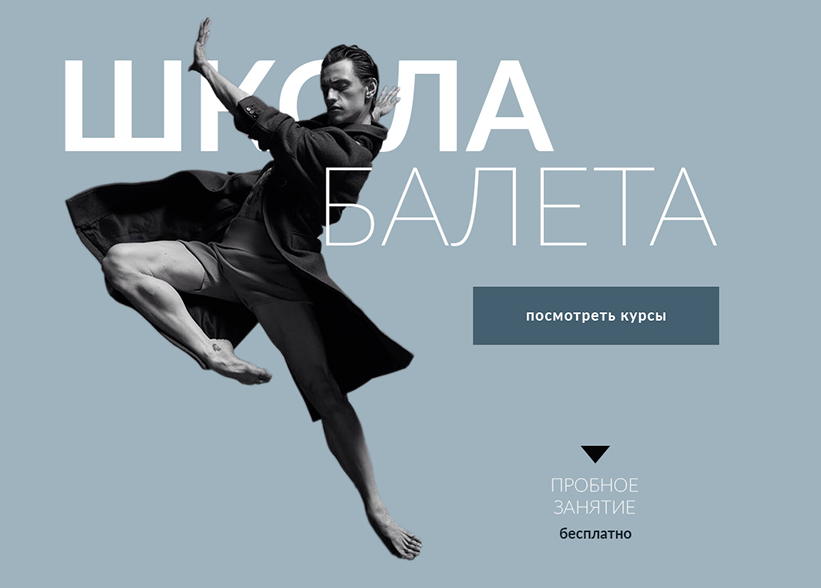 ШКОЛА
БАЛЕТА
посмотреть курсы
ПРОБНОЕ
ЗАНЯТИЕ
бесплатно